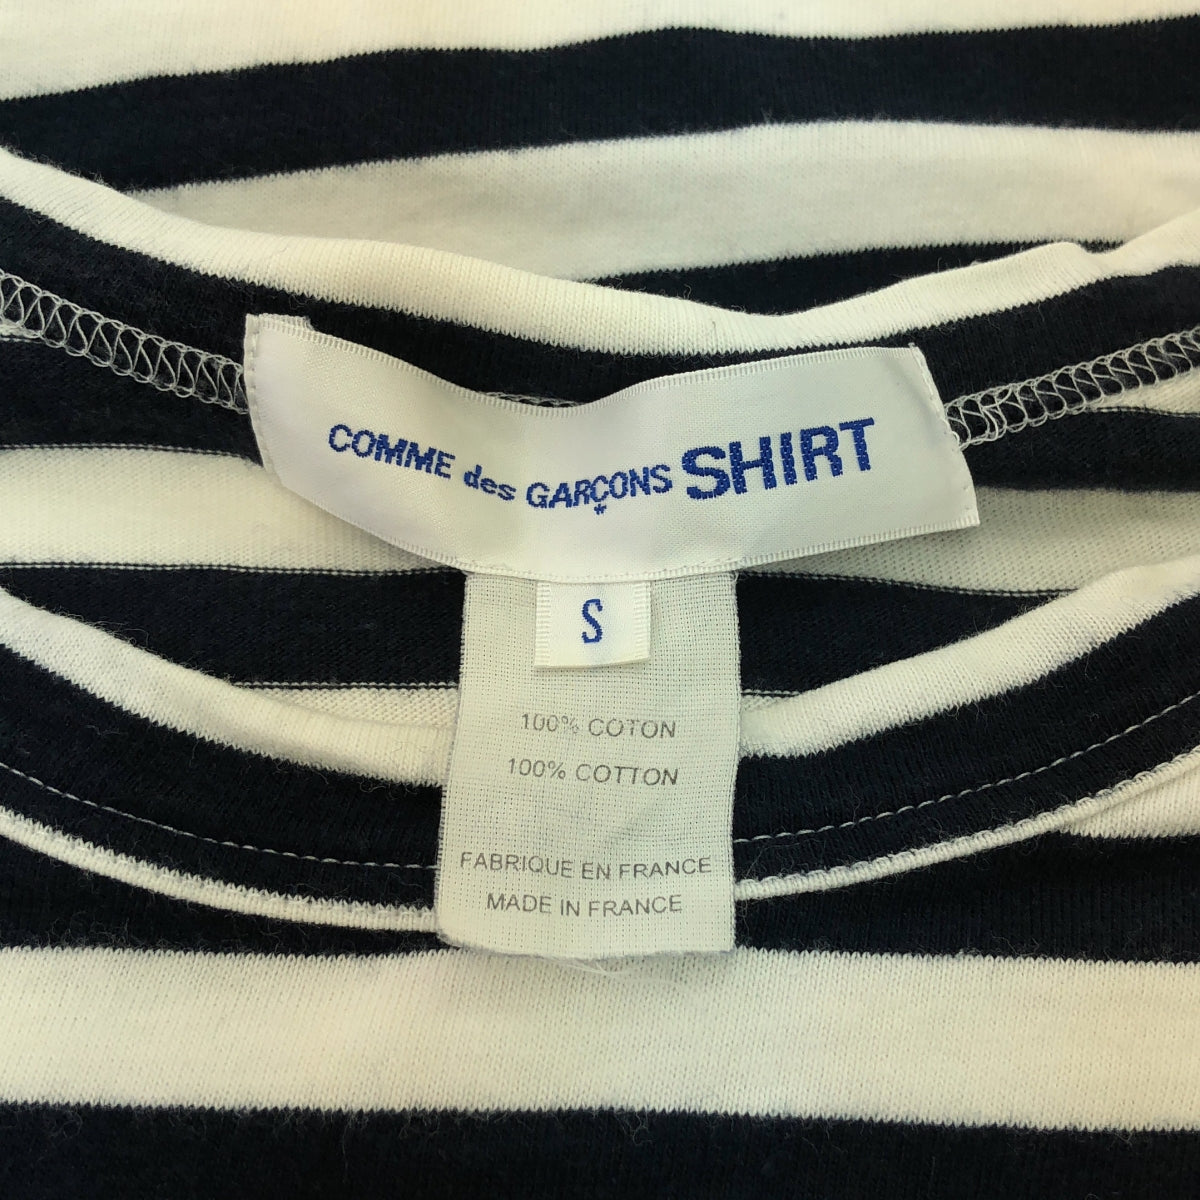 COMME des GARÇONS SHIRT
S
100% COTON
100% COTTON
FABRIQUE EN FRANCE
MADE IN FRANCE